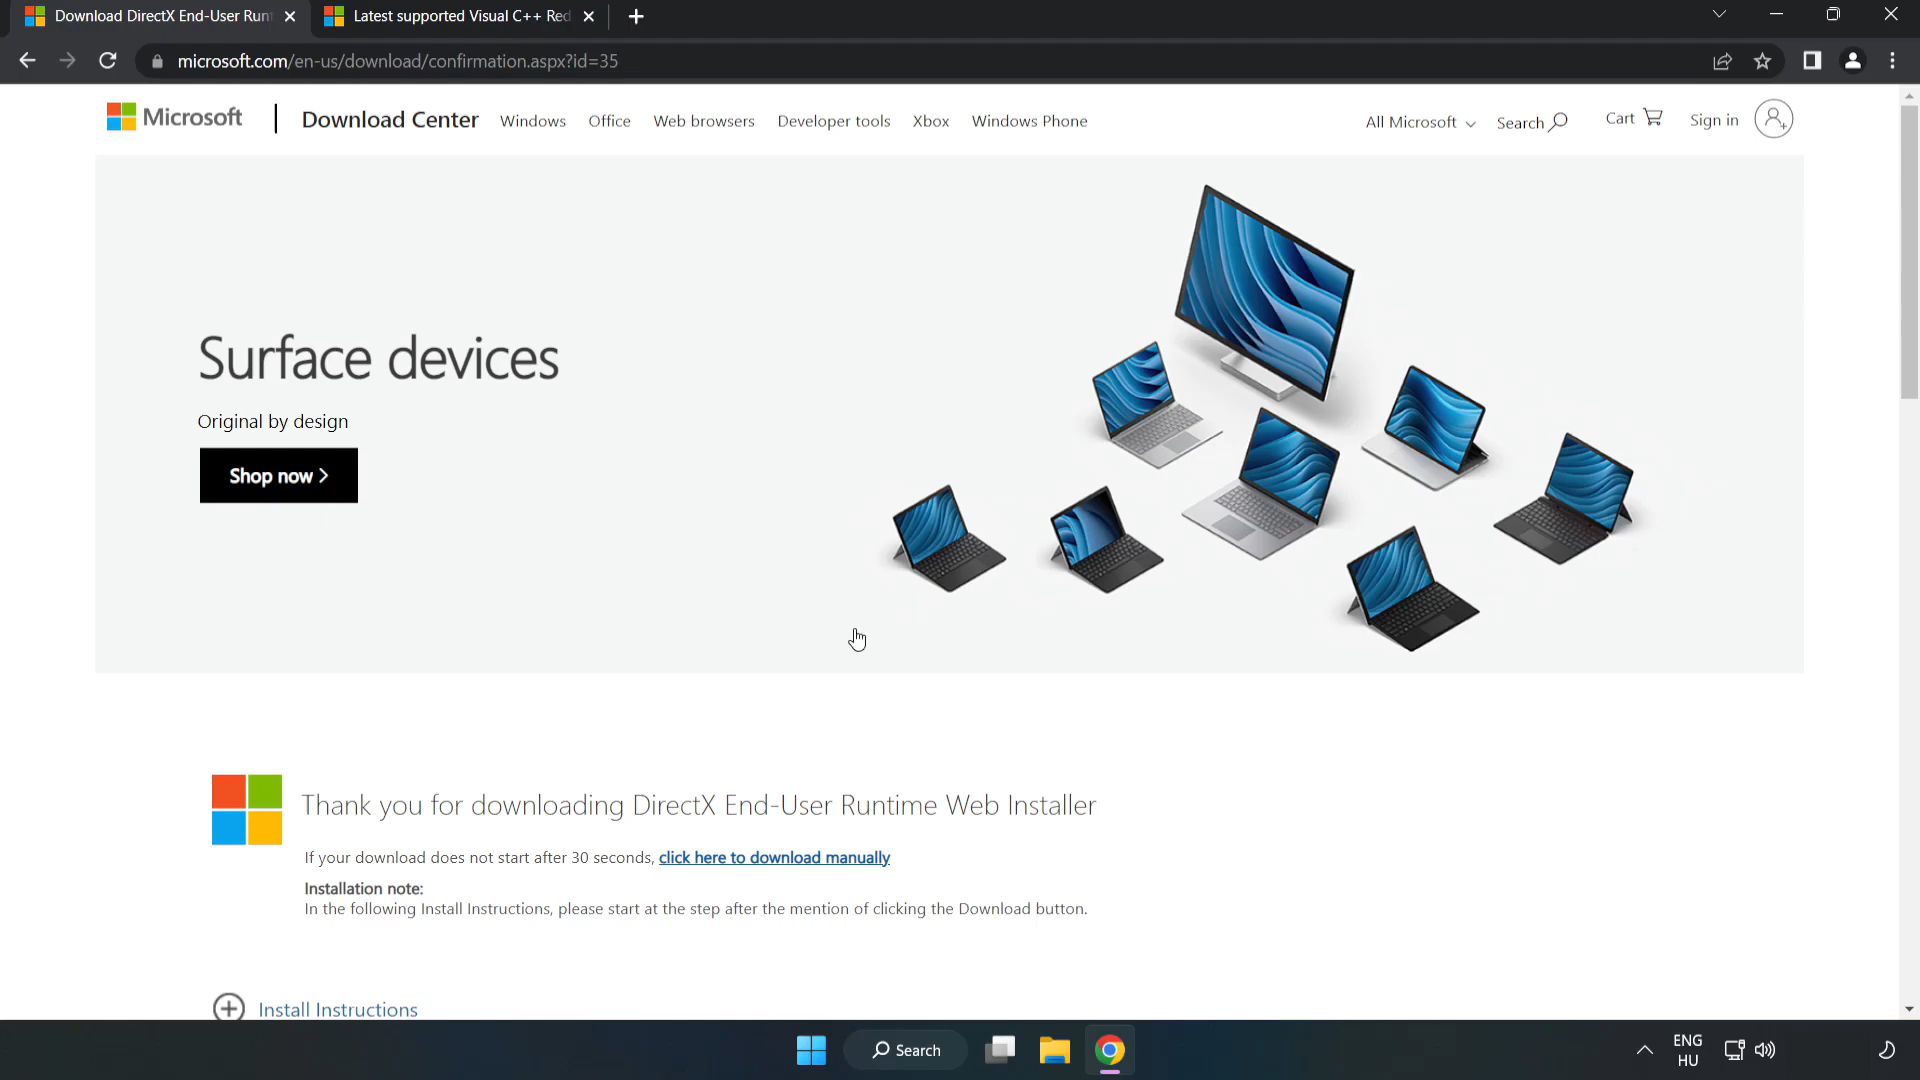 Download DirectX End-User Runt
Latest supported Visual C++ Red
microsoft.com/en-us/download/confirmation.aspx?id=35
Microsoft
Download Center
Windows
Office
Web browsers
Developer tools
Xbox
Windows Phone
All Microsoft
Search
Cart
Sign in
Surface devices
Original by design
Shop now
Thank you for downloading DirectX End-User Runtime Web Installer
If your download does not start after 30 seconds, click here to download manually
Installation note:
In the following Install Instructions, please start at the step after the mention of clicking the Download button.
Install Instructions
Search
ENG
HU